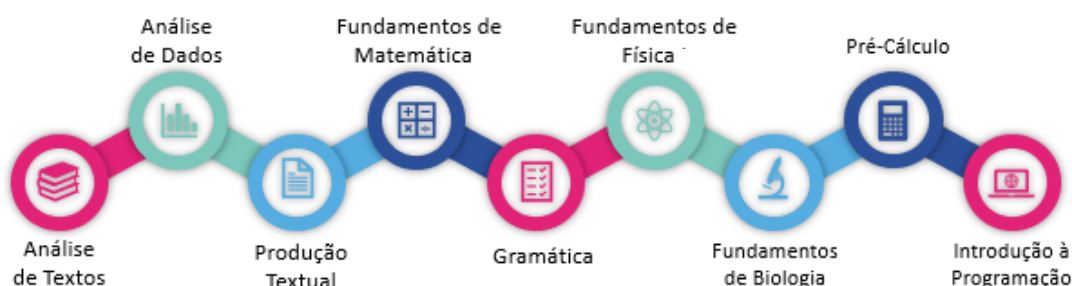 Análise
de Textos
Análise
de Dados
Produção
Textual
Fundamentos de
Matemática
Gramática
Fundamentos de
Física
Fundamentos
de Biologia
Pré-Cálculo
Introdução à
Programação